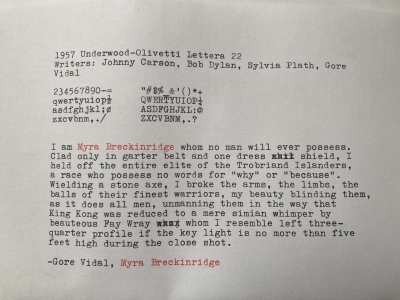 1957 Underwood-Olivetti Lettera 22
Writers: Johnny Carson, Bob Dylan, Sylvia Plath, Gore
Vidal
234567890-= "#$% &'()*+
qwertyuiop½ QWERTYUIOP¼
asdfghjkl;¢ ASDFGHJKL:@
zxcvbnm,./ ZXCVBNM,.?
I am Myra Breckinridge whom no man will ever possess.
Clad only in garter belt and one dress shield, I
held off the entire elite of the Trobriand Islanders,
a race who possess no words for "why" or "because".
Wielding a stone axe, I broke the arms, the limbs, the
balls of their finest warriors, my beauty blinding them,
as it does all men, unmanning them in the way that
King Kong was reduced to a mere simian whimper by
beauteous Fay Wray whom I resemble left three-
quarter profile if the key light is no more than five
feet high during the close shot.
-Gore Vidal, Myra Breckinridge